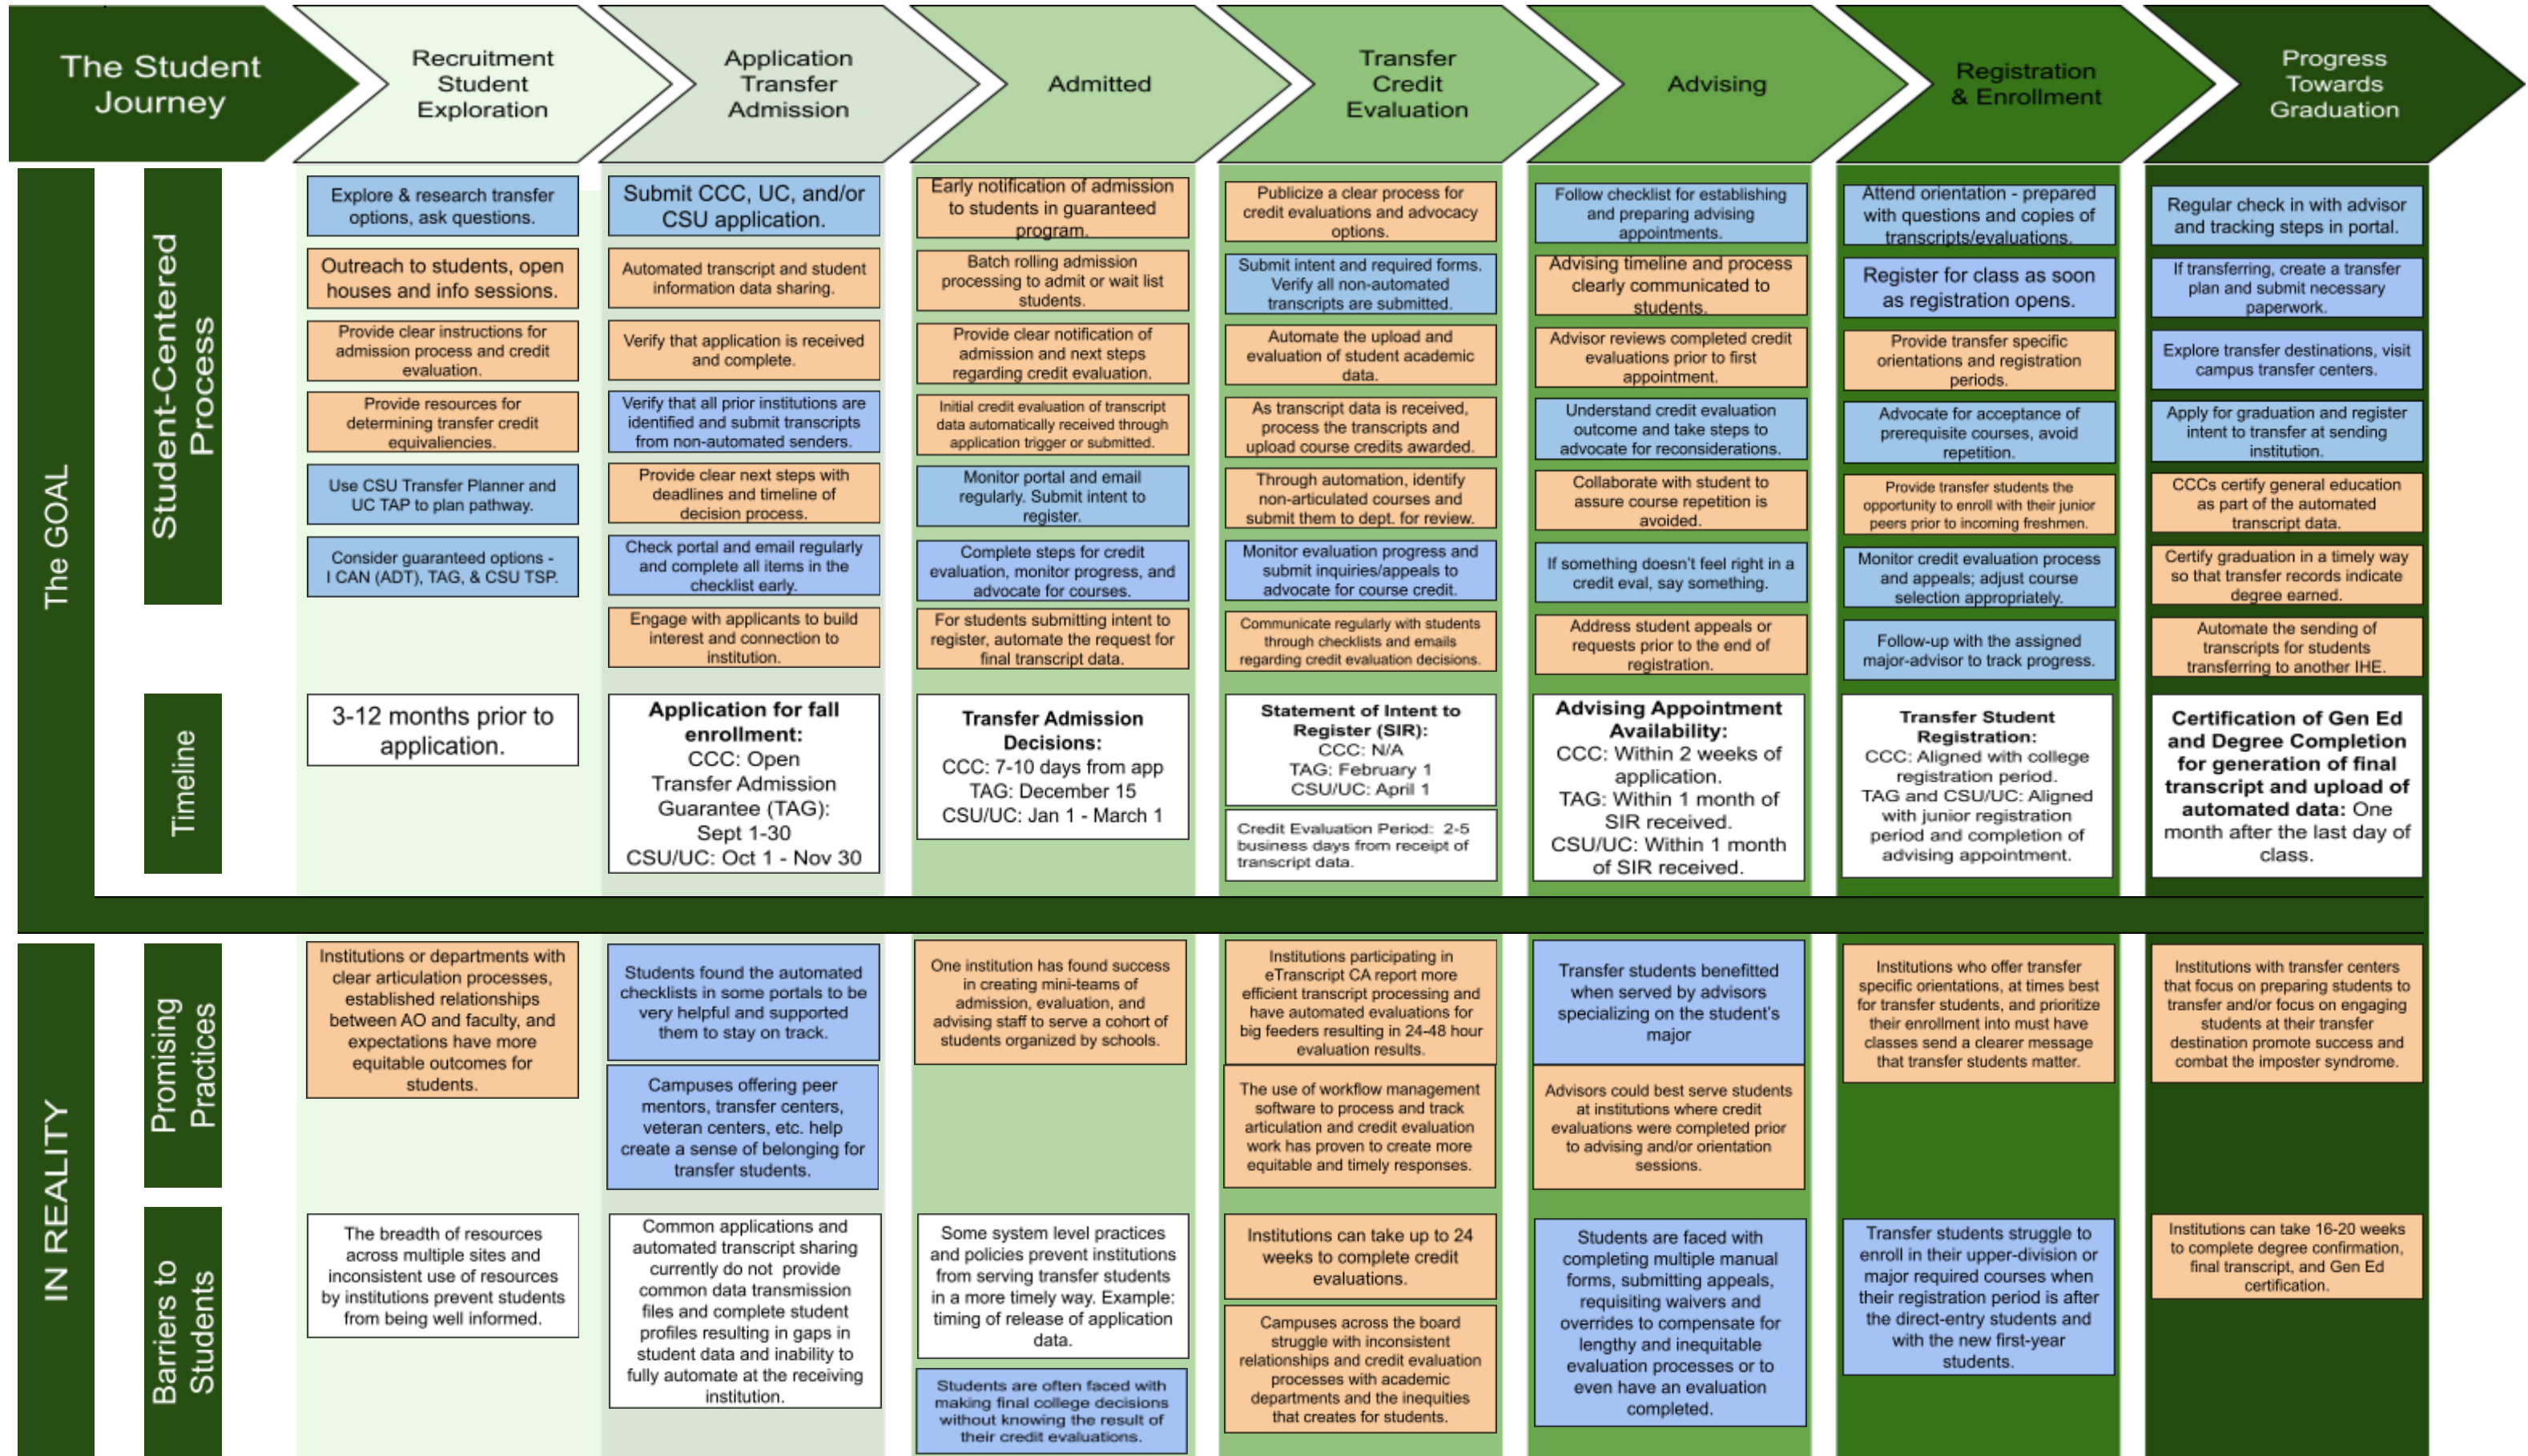 The Student
Journey
Recruitment
Student
Exploration
Application
Transfer
Admission
Admitted
Transfer
Credit
Evaluation
Advising
Registration
& Enrollment
Progress
Towards
Graduation
The GOAL
Student-Centered
Process
Explore & research transfer
options, ask questions.
Outreach to students, open
houses and info sessions.
Provide clear instructions for
admission process and credit
evaluation.
Provide resources for
determining transfer credit
equivaliencies.
Use CSU Transfer Planner and
UC TAP to plan pathway.
Consider guaranteed options -
I CAN (ADT), TAG, & CSU TSP.
Submit CCC, UC, and/or
CSU application.
Automated transcript and student
information data sharing.
Verify that application is received
and complete.
Verify that all prior institutions are
identified and submit transcripts
from non-automated senders.
Provide clear next steps with
deadlines and timeline of
decision process.
Check portal and email regularly
and complete all items in the
checklist early.
Engage with applicants to build
interest and connection to
institution.
Early notification of admission
to students in guaranteed
program.
Batch rolling admission
processing to admit or wait list
students.
Provide clear notification of
admission and next steps
regarding credit evaluation.
Initial credit evaluation of transcript
data automatically received through
application trigger or submitted.
Monitor portal and email
regularly. Submit intent to
register.
Complete steps for credit
evaluation, monitor progress, and
advocate for courses.
For students submitting intent to
register, automate the request for
final transcript data.
Publicize a clear process for
credit evaluations and advocacy
options.
Submit intent and required forms.
Verify all non-automated
transcripts are submitted.
Automate the upload and
evaluation of student academic
data.
As transcript data is received,
process the transcripts and
upload course credits awarded.
Through automation, identify
non-articulated courses and
submit them to dept. for review.
Monitor evaluation progress and
submit inquiries/appeals to
advocate for course credit.
Communicate regularly with students
through checklists and emails
regarding credit evaluation decisions.
Follow checklist for establishing
and preparing advising
appointments.
Advising timeline and process
clearly communicated to
students.
Advisor reviews completed credit
evaluations prior to first
appointment.
Understand credit evaluation
outcome and take steps to
advocate for reconsiderations.
Collaborate with student to
assure course repetition is
avoided.
If something doesn't feel right in a
credit eval, say something.
Address student appeals or
requests prior to the end of
registration.
Attend orientation - prepared
with questions and copies of
transcripts/evaluations.
Register for class as soon
as registration opens.
Provide transfer specific
orientations and registration
periods.
Advocate for acceptance of
prerequisite courses, avoid
repetition.
Provide transfer students the
opportunity to enroll with their junior
peers prior to incoming freshmen.
Monitor credit evaluation process
and appeals; adjust course
selection appropriately.
Follow-up with the assigned
major-advisor to track progress.
Regular check in with advisor
and tracking steps in portal.
If transferring, create a transfer
plan and submit necessary
paperwork.
Explore transfer destinations, visit
campus transfer centers.
Apply for graduation and register
intent to transfer at sending
institution.
CCCs certify general education
as part of the automated
transcript data.
Certify graduation in a timely way
so that transfer records indicate
degree earned.
Automate the sending of
transcripts for students
transferring to another IHE.
Timeline
3-12 months prior to
application.
Application for fall
enrollment:
CCC: Open
Transfer Admission
Guarantee (TAG):
Sept 1-30
CSU/UC: Oct 1 - Nov 30
Transfer Admission
Decisions:
CCC: 7-10 days from app
TAG: December 15
CSU/UC: Jan 1 - March 1
Statement of Intent to
Register (SIR):
CCC: N/A
TAG: February 1
CSU/UC: April 1
Credit Evaluation Period: 2-5
business days from receipt of
transcript data.
Advising Appointment
Availability:
CCC: Within 2 weeks of
application.
TAG: Within 1 month of
SIR received.
CSU/UC: Within 1 month
of SIR received.
Transfer Student
Registration:
CCC: Aligned with college
registration period.
TAG and CSU/UC: Aligned
with junior registration
period and completion of
advising appointment.
Certification of Gen Ed
and Degree Completion
for generation of final
transcript and upload of
automated data: One
month after the last day of
class.
IN REALITY
Promising
Practices
Institutions or departments with
clear articulation processes,
established relationships
between AO and faculty, and
expectations have more
equitable outcomes for
students.
Students found the automated
checklists in some portals to be
very helpful and supported
them to stay on track.
Campuses offering peer
mentors, transfer centers,
veteran centers, etc. help
create a sense of belonging for
transfer students.
One institution has found success
in creating mini-teams of
admission, evaluation, and
advising staff to serve a cohort of
students organized by schools.
Institutions participating in
eTranscript CA report more
efficient transcript processing and
have automated evaluations for
big feeders resulting in 24-48 hour
evaluation results.
The use of workflow management
software to process and track
articulation and credit evaluation
work has proven to create more
equitable and timely responses.
Transfer students benefitted
when served by advisors
specializing on the student's
major
Advisors could best serve students
at institutions where credit
evaluations were completed prior
to advising and/or orientation
sessions.
Institutions who offer transfer
specific orientations, at times best
for transfer students, and prioritize
their enrollment into must have
classes send a clearer message
that transfer students matter.
Institutions with transfer centers
that focus on preparing students to
transfer and/or focus on engaging
students at their transfer
destination promote success and
combat the imposter syndrome.
Barriers to
Students
The breadth of resources
across multiple sites and
inconsistent use of resources
by institutions prevent students
from being well informed.
Common applications and
automated transcript sharing
currently do not provide
common data transmission
files and complete student
profiles resulting in gaps in
student data and inability to
fully automate at the receiving
institution.
Some system level practices
and policies prevent institutions
from serving transfer students
in a more timely way. Example:
timing of release of application
data.
Students are often faced with
making final college decisions
without knowing the result of
their credit evaluations.
Institutions can take up to 24
weeks to complete credit
evaluations.
Campuses across the board
struggle with inconsistent
relationships and credit evaluation
processes with academic
departments and the inequities
that creates for students.
Students are faced with
completing multiple manual
forms, submitting appeals,
requisiting waivers and
overrides to compensate for
lengthy and inequitable
evaluation processes or to
even have an evaluation
completed.
Transfer students struggle to
enroll in their upper-division or
major required courses when
their registration period is after
the direct-entry students and
with the new first-year
students.
Institutions can take 16-20 weeks
to complete degree confirmation,
final transcript, and Gen Ed
certification.